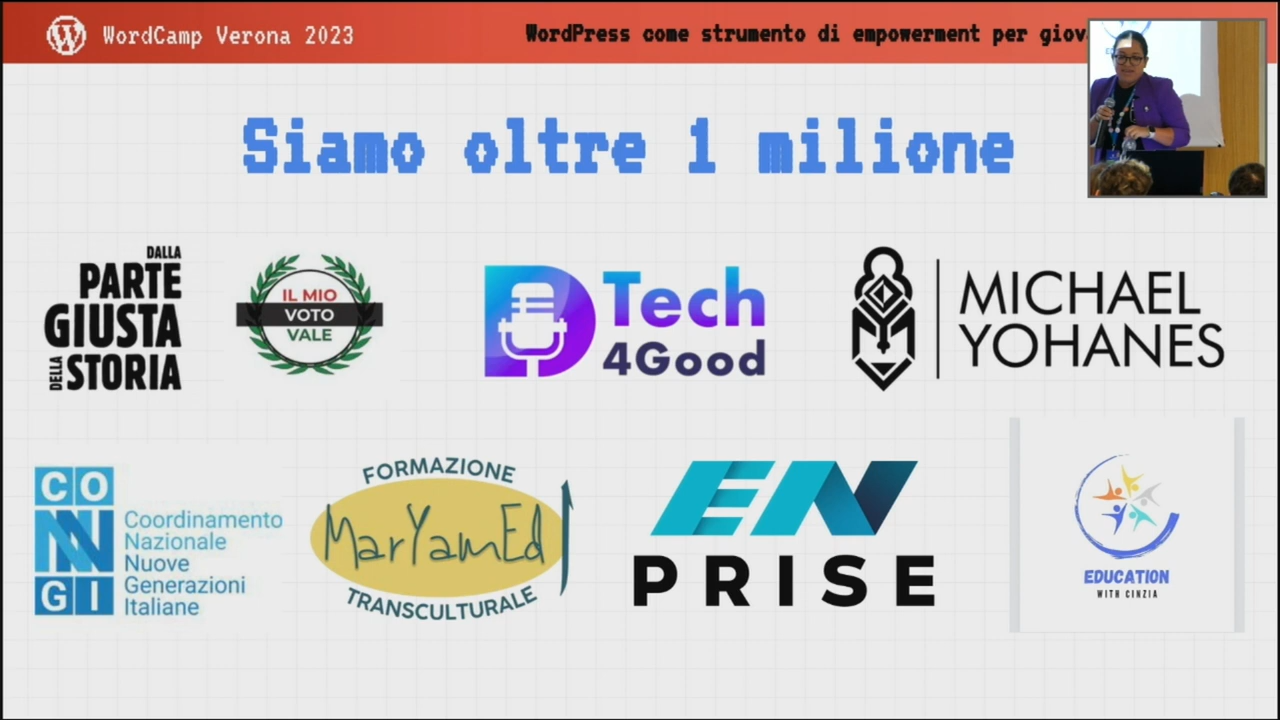 WordCamp Verona 2023
WordPress come strumento di empowerment per giov
Siamo oltre 1 milione
DALLA
PARTE
GIUSTA
DELLA STORIA
IL MIO
VOTO
VALE
Tech
4Good
MICHAEL
YOHANES
CO
NN
GI
Coordinamento
Nazionale
Nuove
Generazioni
Italiane
FORMAZIONE
MarYamEd
TRANSCULTURALE
EN
PRISE
EDUCATION
WITH CINZIA